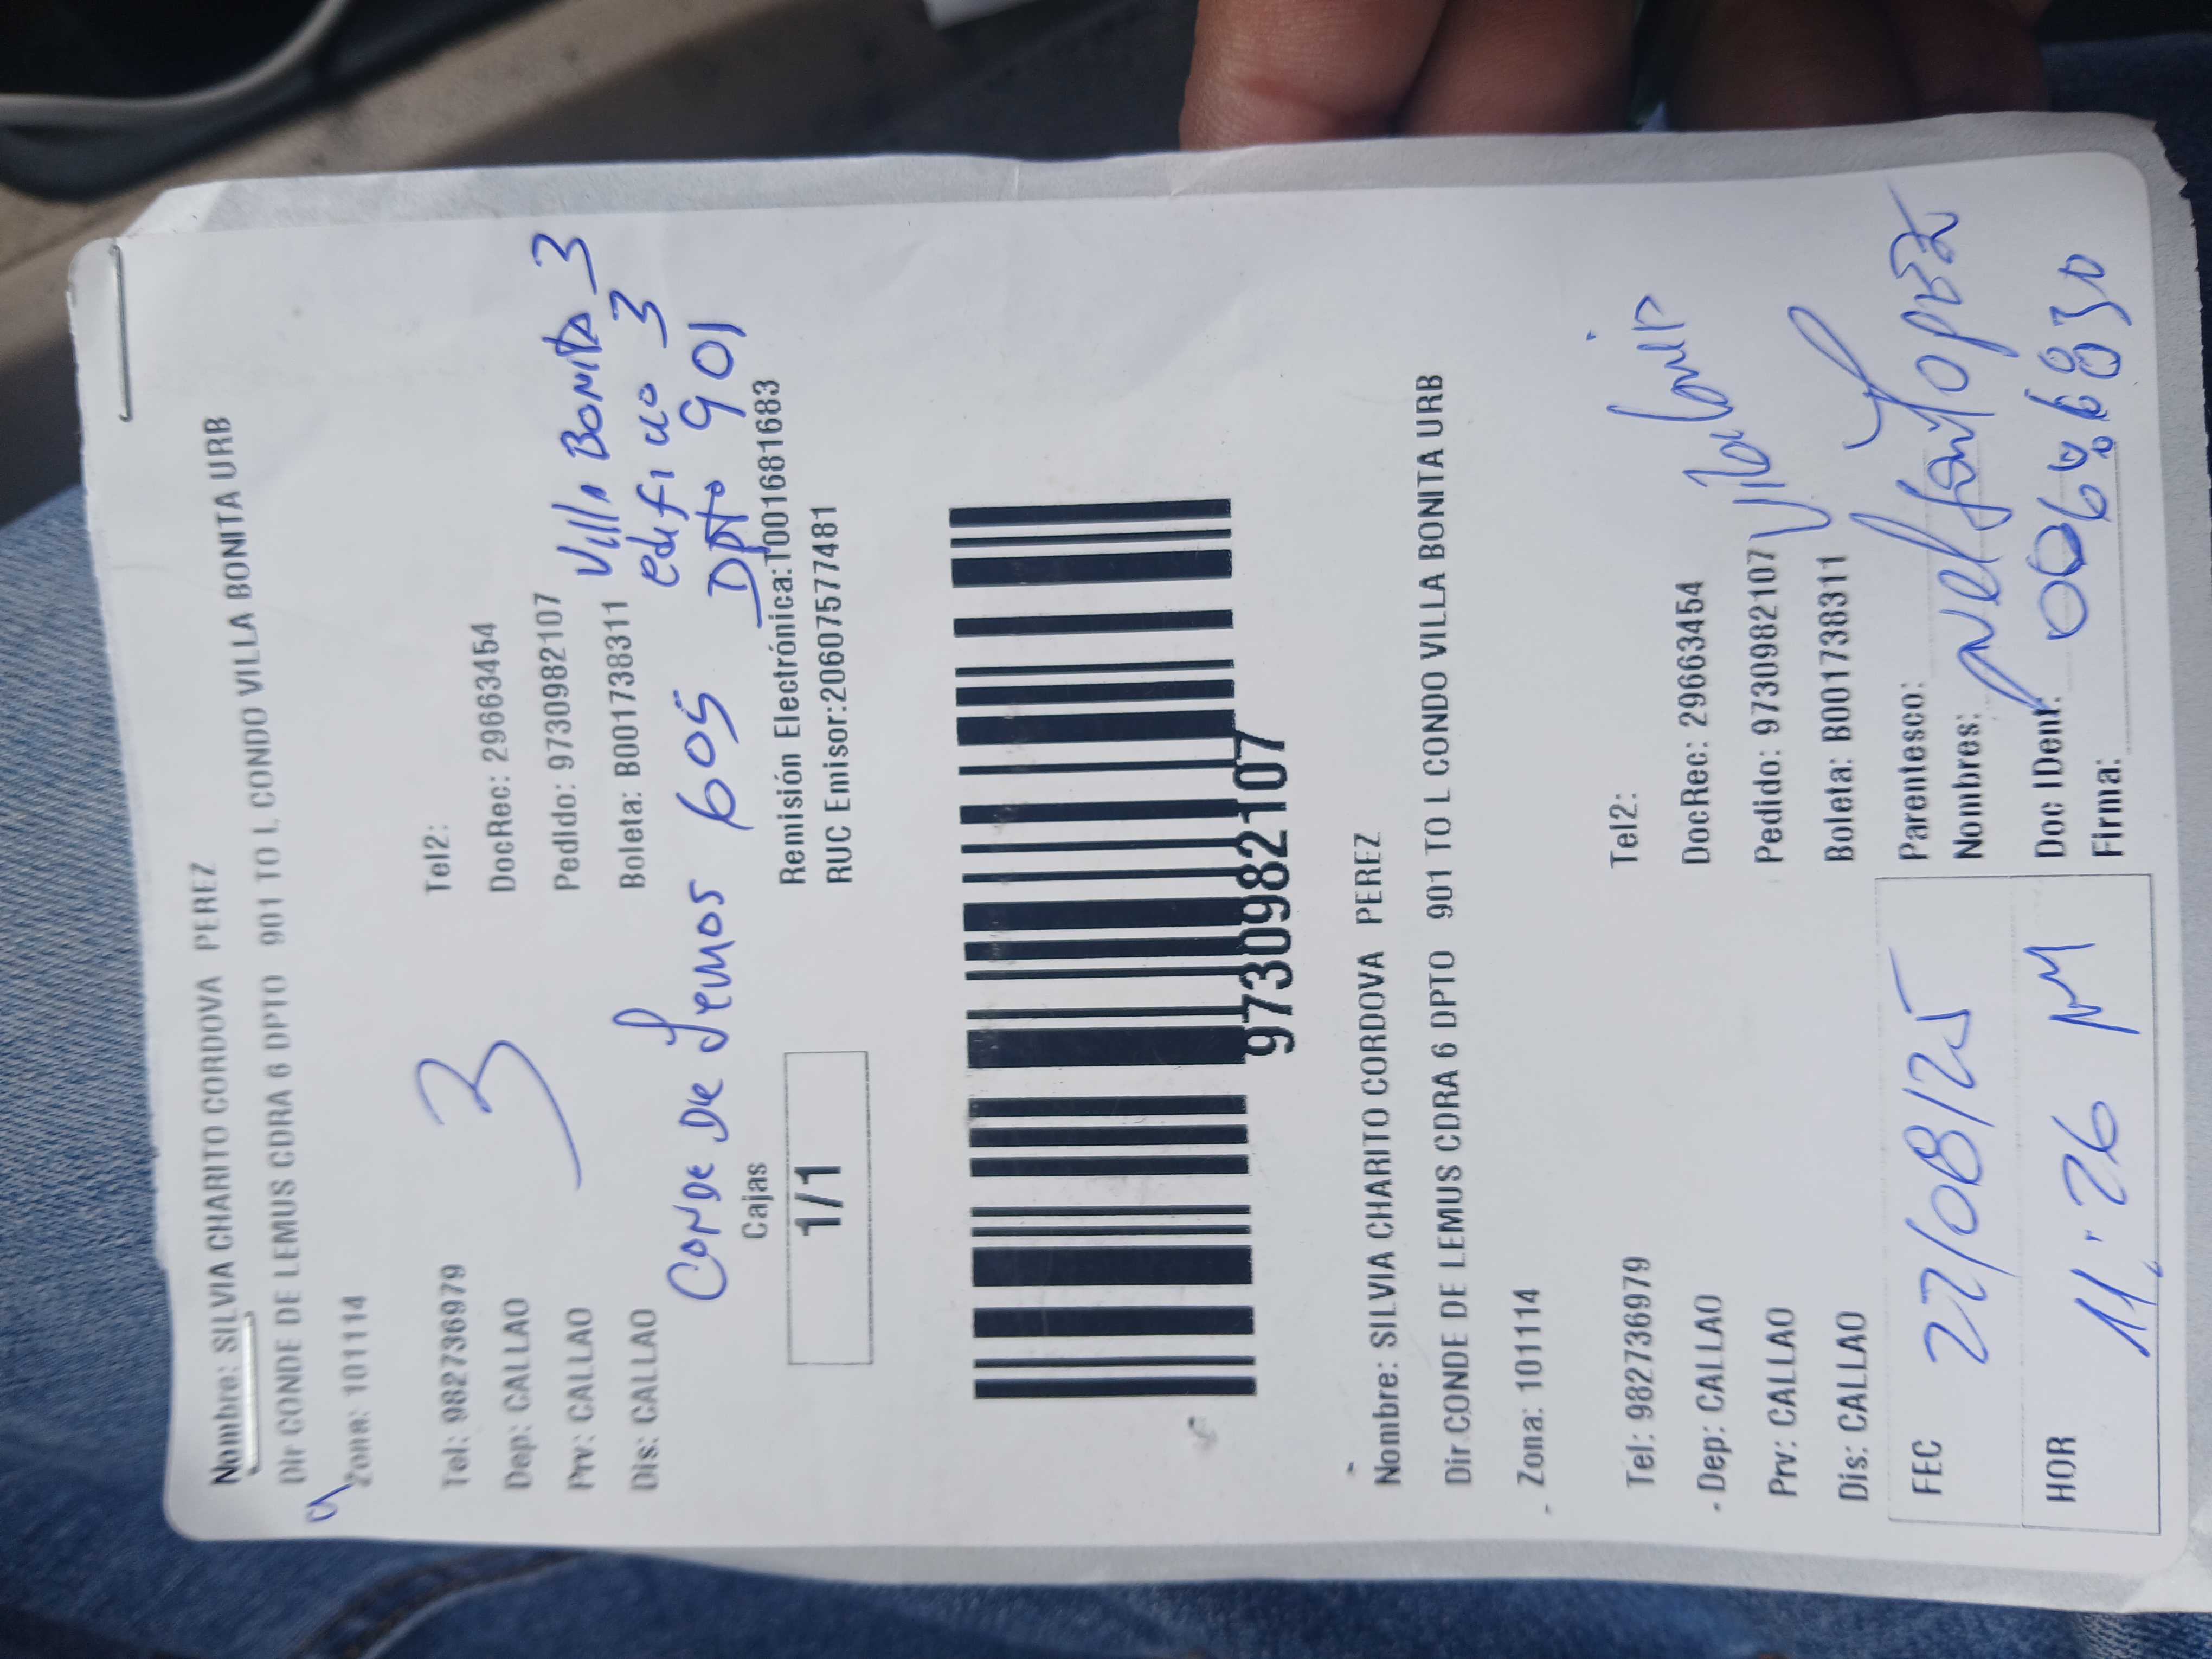 Nombre: SILVIA CHARITO CORDOVA PEREZ
Dir CONDE DE LEMUS CDRA 6 DPTO 901 TO L CONDO VILLA BONITA URB
Zona: 101114
3
Tel: 982736979 Tel2:
Dep: CALLAO DocRec: 29663454
Prv: CALLAO Pedido: 9730982107
Dis: CALLAO Boleta: B001738311
Villa Bonita 3
edificio 3
Dpto 901
Conde De Lemos 605
Cajas
1/1
Remisión Electrónica:T001681683
RUC Emisor:20607577481
9730982107
Nombre: SILVIA CHARITO CORDOVA PEREZ
Dir CONDE DE LEMUS CDRA 6 DPTO 901 TO L CONDO VILLA BONITA URB
Zona: 101114
Tel: 982736979 Tel2:
Dep: CALLAO DocRec: 29663454
Prv: CALLAO Pedido: 9730982107
Dis: CALLAO Boleta: B001738311
FEC 22/08/25 Parentesco:
Nombres:
HOR 11:26 Doc IDent:
Firma: